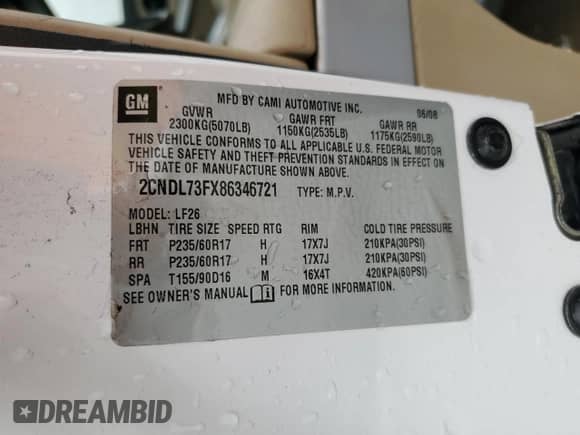 GM
MFD BY CAMI AUTOMOTIVE INC. 06/08
GVWR GAWR FRT GAWR RR
2300KG(5070LB) 1150KG(2535LB) 1175KG(2590LB)
THIS VEHICLE CONFORMS TO ALL APPLICABLE U.S. FEDERAL MOTOR
VEHICLE SAFETY AND THEFT PREVENTION STANDARDS IN EFFECT ON
THE DATE OF MANUFACTURE SHOWN ABOVE.
2CNDL73FX86346721 TYPE: M.P.V.
MODEL: LF26
LBHN TIRE SIZE SPEED RTG RIM COLD TIRE PRESSURE
FRT P235/60R17 H 17X7J 210KPA(30PSI)
RR P235/60R17 H 17X7J 210KPA(30PSI)
SPA T155/90D16 M 16X4T 420KPA(60PSI)
SEE OWNER'S MANUAL FOR MORE INFORMATION.
DREAMBID